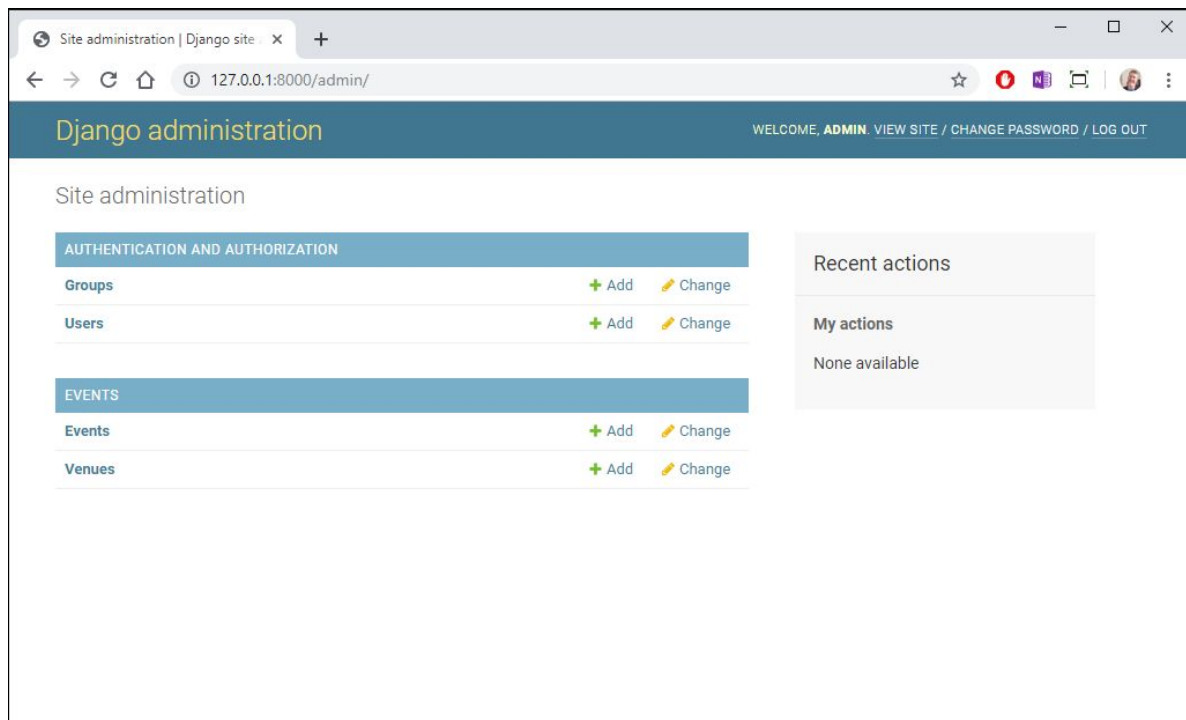 Site administration | Django site
127.0.0.1:8000/admin/
Django administration
WELCOME, ADMIN. VIEW SITE / CHANGE PASSWORD / LOG OUT
Site administration
AUTHENTICATION AND AUTHORIZATION
Groups + Add Change
Users + Add Change
EVENTS
Events + Add Change
Venues + Add Change
Recent actions
My actions
None available